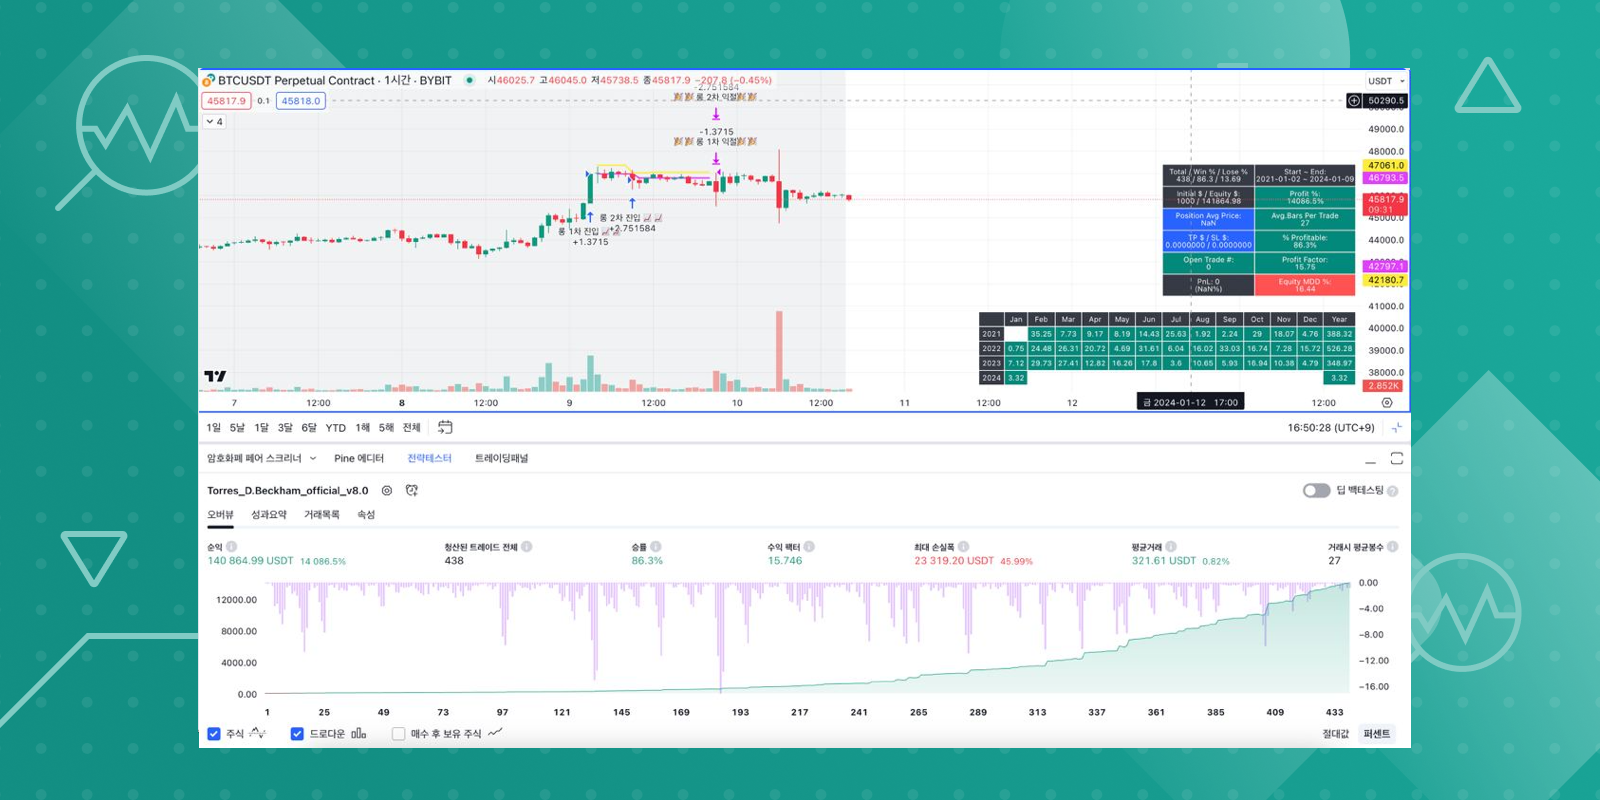 BTCUSDT Perpetual Contract · 1시간 · BYBIT 시46025.7 고46045.0 저45738.5 종45817.9 −207.8 (−0.45%)
USDT
45817.9 0.1 45818.0
4
-2.751584
롱 2차 익절
-1.3715
롱 1차 익절
롱 2차 진입
+2.751584
롱 1차 진입
+1.3715
50290.5
49000.0
48000.0
47061.0
46793.5
45817.9
09:31
45000.0
44000.0
42797.1
42180.7
41000.0
40000.0
39000.0
38000.0
2.852K
Total / Win % / Lose %
438 / 86.3 / 13.69
Start ~ End:
2021-01-02 ~ 2024-01-09
Initial $ / Equity $:
1000 / 141864.98
Profit %:
14086.5%
Position Avg Price:
NaN
Avg.Bars Per Trade
27
TP $ / SL $:
0.0000000 / 0.0000000
% Profitable:
86.3%
Open Trade #:
0
Profit Factor:
15.75
PnL: 0
(NaN%)
Equity MDD %:
16.44
Jan Feb Mar Apr May Jun Jul Aug Sep Oct Nov Dec Year
2021 35.25 7.73 9.17 8.19 14.43 25.63 1.92 2.24 29 18.07 4.76 388.32
2022 0.75 24.48 26.31 20.72 4.69 31.61 6.04 16.02 33.03 16.74 7.28 15.72 526.28
2023 7.12 29.73 27.41 12.82 16.26 17.8 3.6 10.65 5.93 16.94 10.38 4.79 348.97
2024 3.32 3.32
7 12:00 8 12:00 9 12:00 10 12:00 11 12:00 12 금 2024-01-12 17:00 12:00
1일 5날 1달 3달 6달 YTD 1해 5해 전체 16:50:28 (UTC+9)
암호화폐 페어 스크리너 Pine 에디터 전략테스터 트레이딩패널
Torres_D.Beckham_official_v8.0 딥 백테스팅
오버뷰 성과요약 거래목록 속성
순익 청산된 트레이드 전체 승률 수익 팩터 최대 손실폭 평균거래 거래시 평균봉수
140 864.99 USDT 14 086.5% 438 86.3% 15.746 23 319.20 USDT 45.99% 321.61 USDT 0.82% 27
12000.00
8000.00
4000.00
0.00
0.00
−4.00
−8.00
−12.00
−16.00
1 25 49 73 97 121 145 169 193 217 241 265 289 313 337 361 385 409 433
주식 드로다운 매수 후 보유 주식 절대값 퍼센트